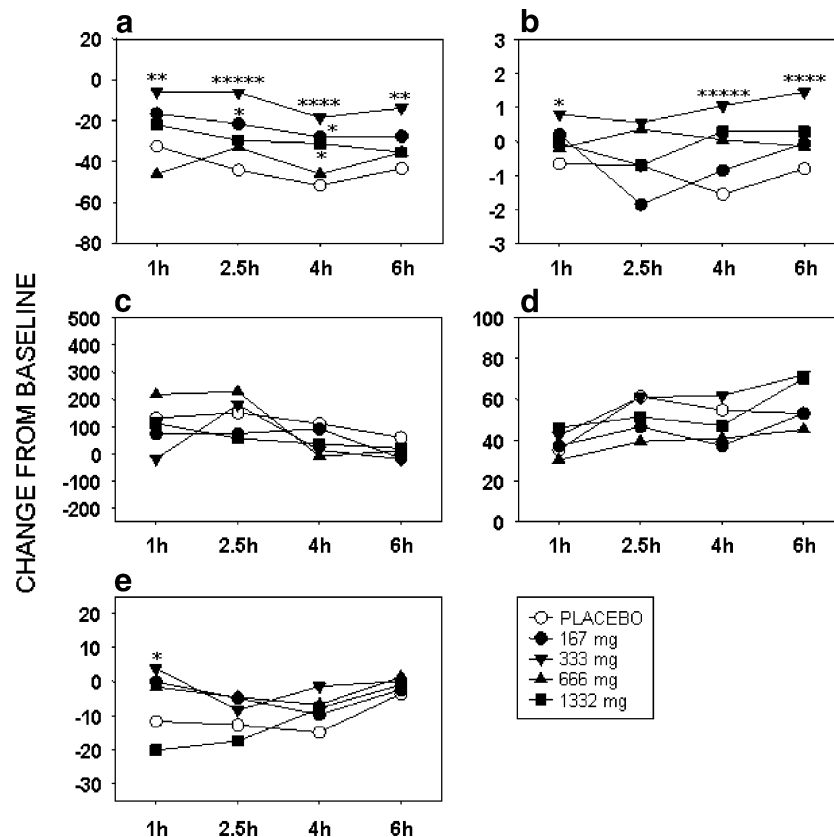 a
20
0
-20
-40
-60
-80
** ***** **** **
* * *
1h 2.5h 4h 6h
b
3
2
1
0
-1
-2
-3
* ***** ****
1h 2.5h 4h 6h
CHANGE FROM BASELINE
c
500
400
300
200
100
0
-100
-200
1h 2.5h 4h 6h
d
100
80
60
40
20
0
1h 2.5h 4h 6h
e
20
10
0
-10
-20
-30
*
1h 2.5h 4h 6h
PLACEBO
167 mg
333 mg
666 mg
1332 mg